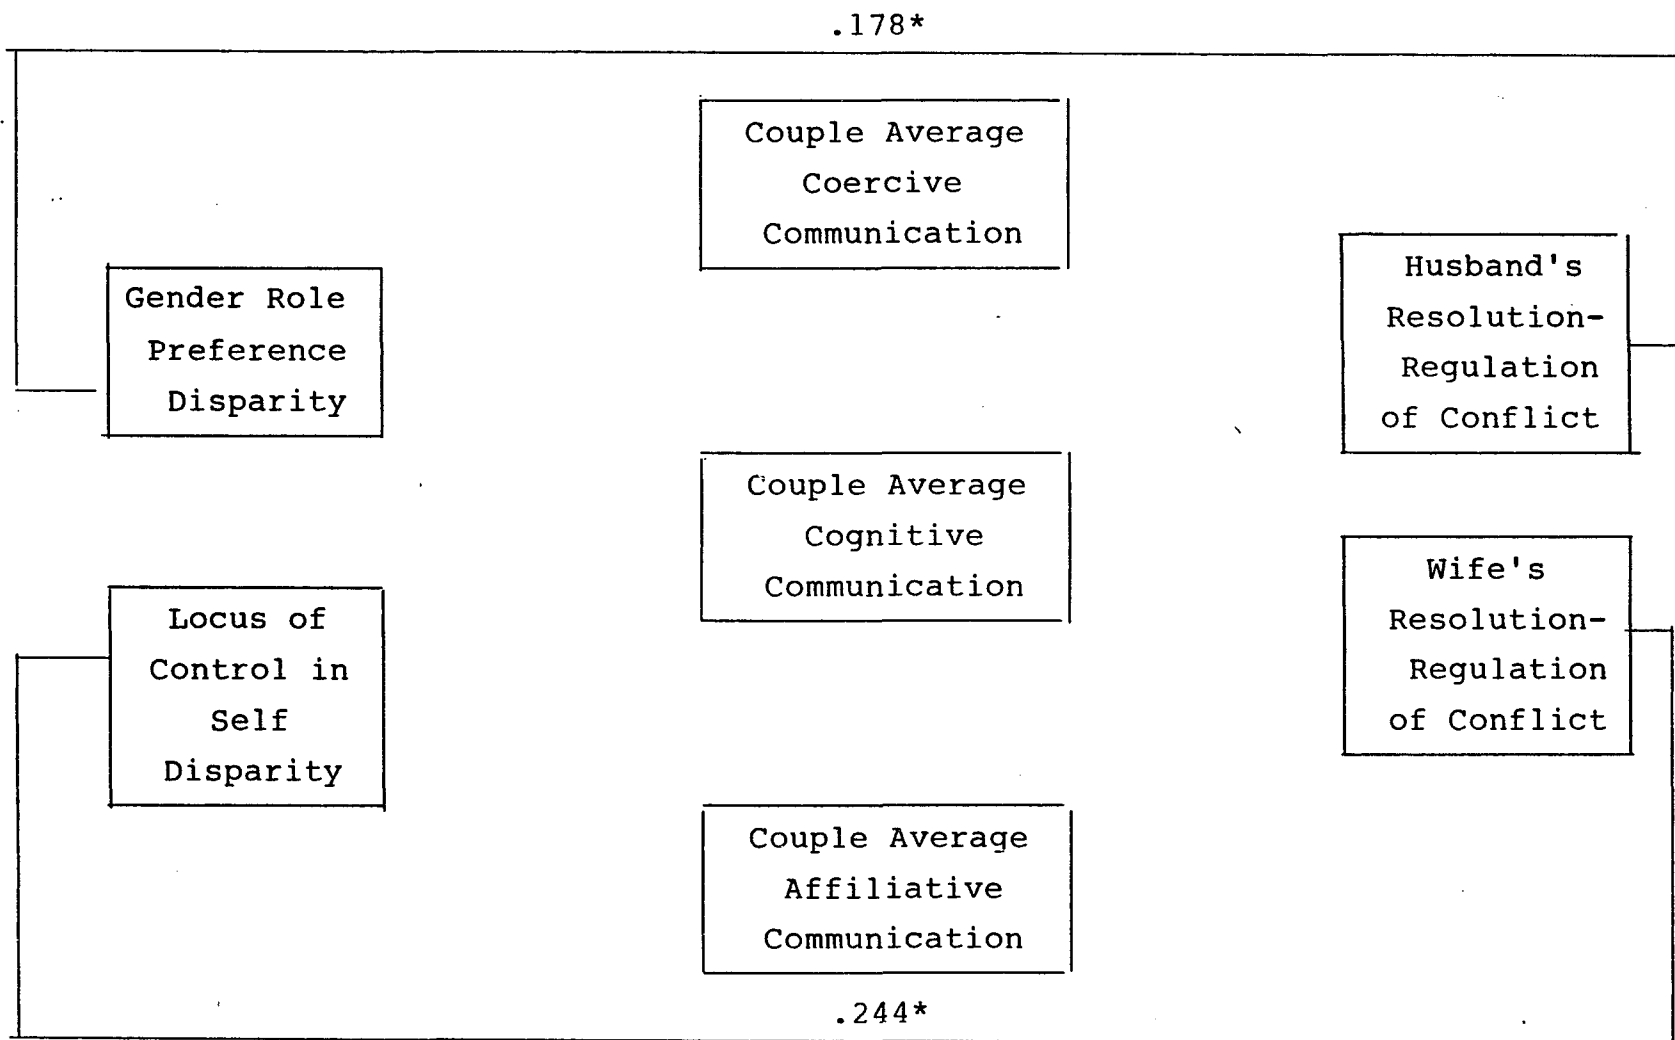 .178*
Couple Average
Coercive
Communication
Gender Role
Preference
Disparity
Husband's
Resolution-
Regulation
of Conflict
Couple Average
Cognitive
Communication
Locus of
Control in
Self
Disparity
Wife's
Resolution-
Regulation
of Conflict
Couple Average
Affiliative
Communication
.244*